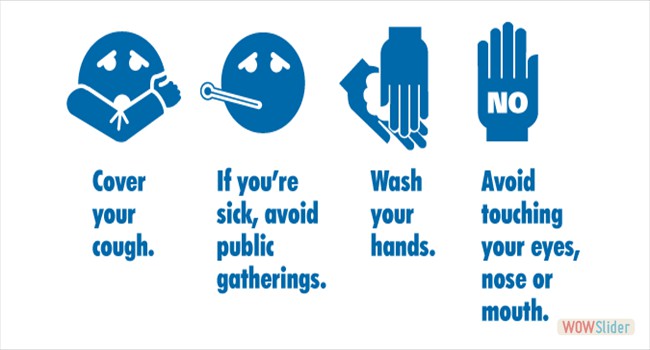 NO
Cover
your
cough.
If you're
sick, avoid
public
gatherings.
Wash
your
hands.
Avoid
touching
your eyes,
nose or
mouth.
WOWSlider